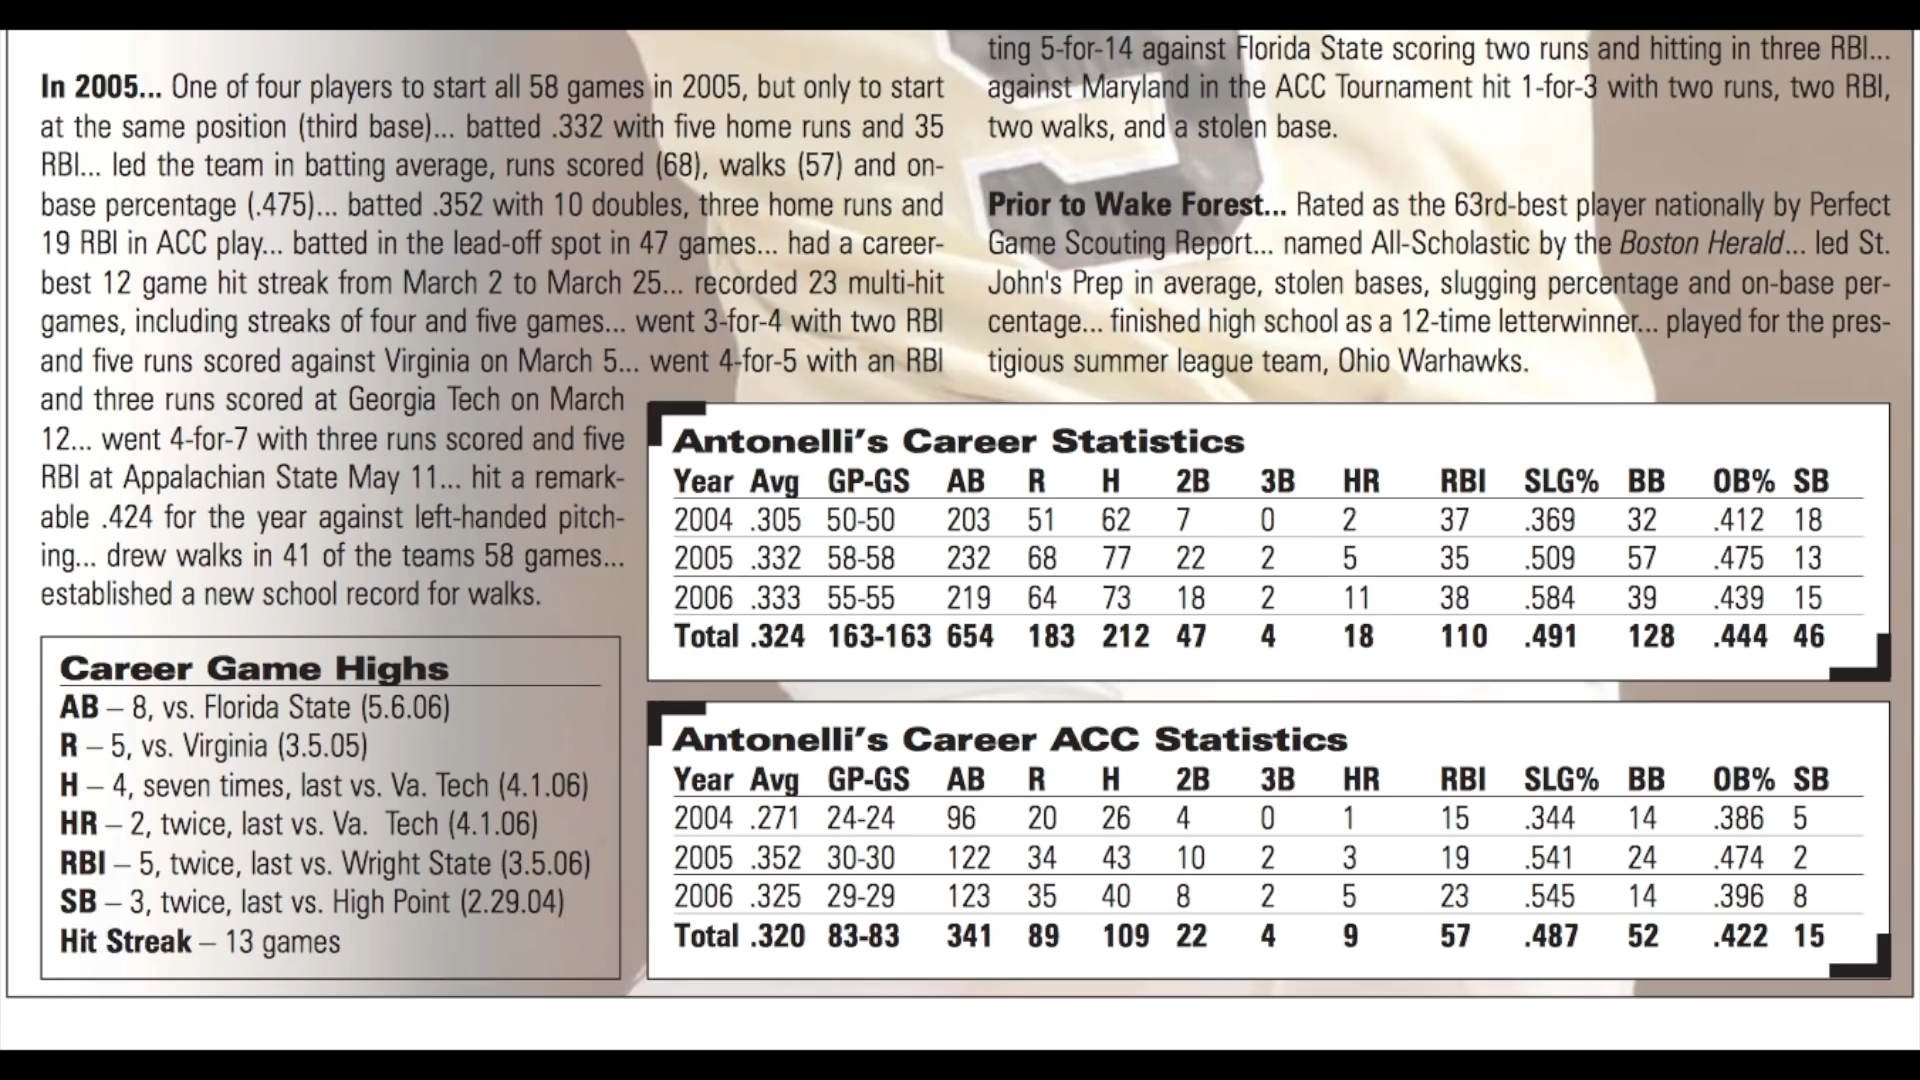 In 2005... One of four players to start all 58 games in 2005, but only to start
at the same position (third base)... batted .332 with five home runs and 35
RBI... led the team in batting average, runs scored (68), walks (57) and on-
base percentage (.475)... batted .352 with 10 doubles, three home runs and
19 RBI in ACC play... batted in the lead-off spot in 47 games... had a career-
best 12 game hit streak from March 2 to March 25... recorded 23 multi-hit
games, including streaks of four and five games... went 3-for-4 with two RBI
and five runs scored against Virginia on March 5... went 4-for-5 with an RBI
and three runs scored at Georgia Tech on March
12... went 4-for-7 with three runs scored and five
RBI at Appalachian State May 11... hit a remark-
able .424 for the year against left-handed pitch-
ing... drew walks in 41 of the teams 58 games...
established a new school record for walks.
Career Game Highs
AB – 8, vs. Florida State (5.6.06)
R – 5, vs. Virginia (3.5.05)
H – 4, seven times, last vs. Va. Tech (4.1.06)
HR – 2, twice, last vs. Va. Tech (4.1.06)
RBI – 5, twice, last vs. Wright State (3.5.06)
SB – 3, twice, last vs. High Point (2.29.04)
Hit Streak – 13 games
ting 5-for-14 against Florida State scoring two runs and hitting in three RBI...
against Maryland in the ACC Tournament hit 1-for-3 with two runs, two RBI,
two walks, and a stolen base.
Prior to Wake Forest... Rated as the 63rd-best player nationally by Perfect
Game Scouting Report... named All-Scholastic by the Boston Herald... led St.
John's Prep in average, stolen bases, slugging percentage and on-base per-
centage... finished high school as a 12-time letterwinner... played for the pres-
tigious summer league team, Ohio Warhawks.
Antonelli's Career Statistics
Year Avg GP-GS AB R H 2B 3B HR RBI SLG% BB OB% SB
2004 .305 50-50 203 51 62 7 0 2 37 .369 32 .412 18
2005 .332 58-58 232 68 77 22 2 5 35 .509 57 .475 13
2006 .333 55-55 219 64 73 18 2 11 38 .584 39 .439 15
Total .324 163-163 654 183 212 47 4 18 110 .491 128 .444 46
Antonelli's Career ACC Statistics
Year Avg GP-GS AB R H 2B 3B HR RBI SLG% BB OB% SB
2004 .271 24-24 96 20 26 4 0 1 15 .344 14 .386 5
2005 .352 30-30 122 34 43 10 2 3 19 .541 24 .474 2
2006 .325 29-29 123 35 40 8 2 5 23 .545 14 .396 8
Total .320 83-83 341 89 109 22 4 9 57 .487 52 .422 15